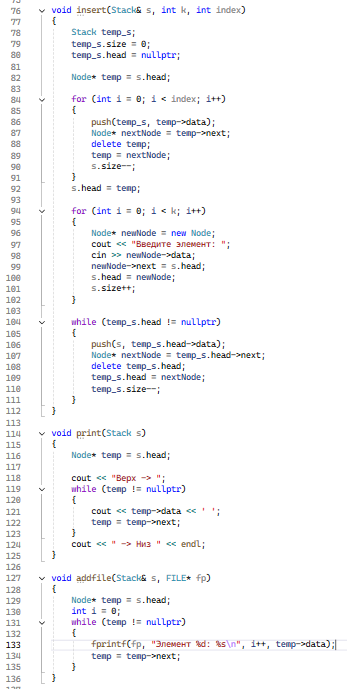 76 void insert(Stack& s, int k, int index)
77 {
78 Stack temp_s;
79 temp_s.size = 0;
80 temp_s.head = nullptr;
81
82 Node* temp = s.head;
83
84 for (int i = 0; i < index; i++)
85 {
86 push(temp_s, temp->data);
87 Node* nextNode = temp->next;
88 delete temp;
89 temp = nextNode;
90 s.size--;
91 }
92 s.head = temp;
93
94 for (int i = 0; i < k; i++)
95 {
96 Node* newNode = new Node;
97 cout << "Введите элемент: ";
98 cin >> newNode->data;
99 newNode->next = s.head;
100 s.head = newNode;
101 s.size++;
102 }
103
104 while (temp_s.head != nullptr)
105 {
106 push(s, temp_s.head->data);
107 Node* nextNode = temp_s.head->next;
108 delete temp_s.head;
109 temp_s.head = nextNode;
110 temp_s.size--;
111 }
112 }
113
114 void print(Stack s)
115 {
116 Node* temp = s.head;
117
118 cout << "Верх -> ";
119 while (temp != nullptr)
120 {
121 cout << temp->data << ' ';
122 temp = temp->next;
123 }
124 cout << " -> Низ " << endl;
125 }
126
127 void addfile(Stack& s, FILE* fp)
128 {
129 Node* temp = s.head;
130 int i = 0;
131 while (temp != nullptr)
132 {
133 fprintf(fp, "Элемент %d: %s\n", i++, temp->data);
134 temp = temp->next;
135 }
136 }